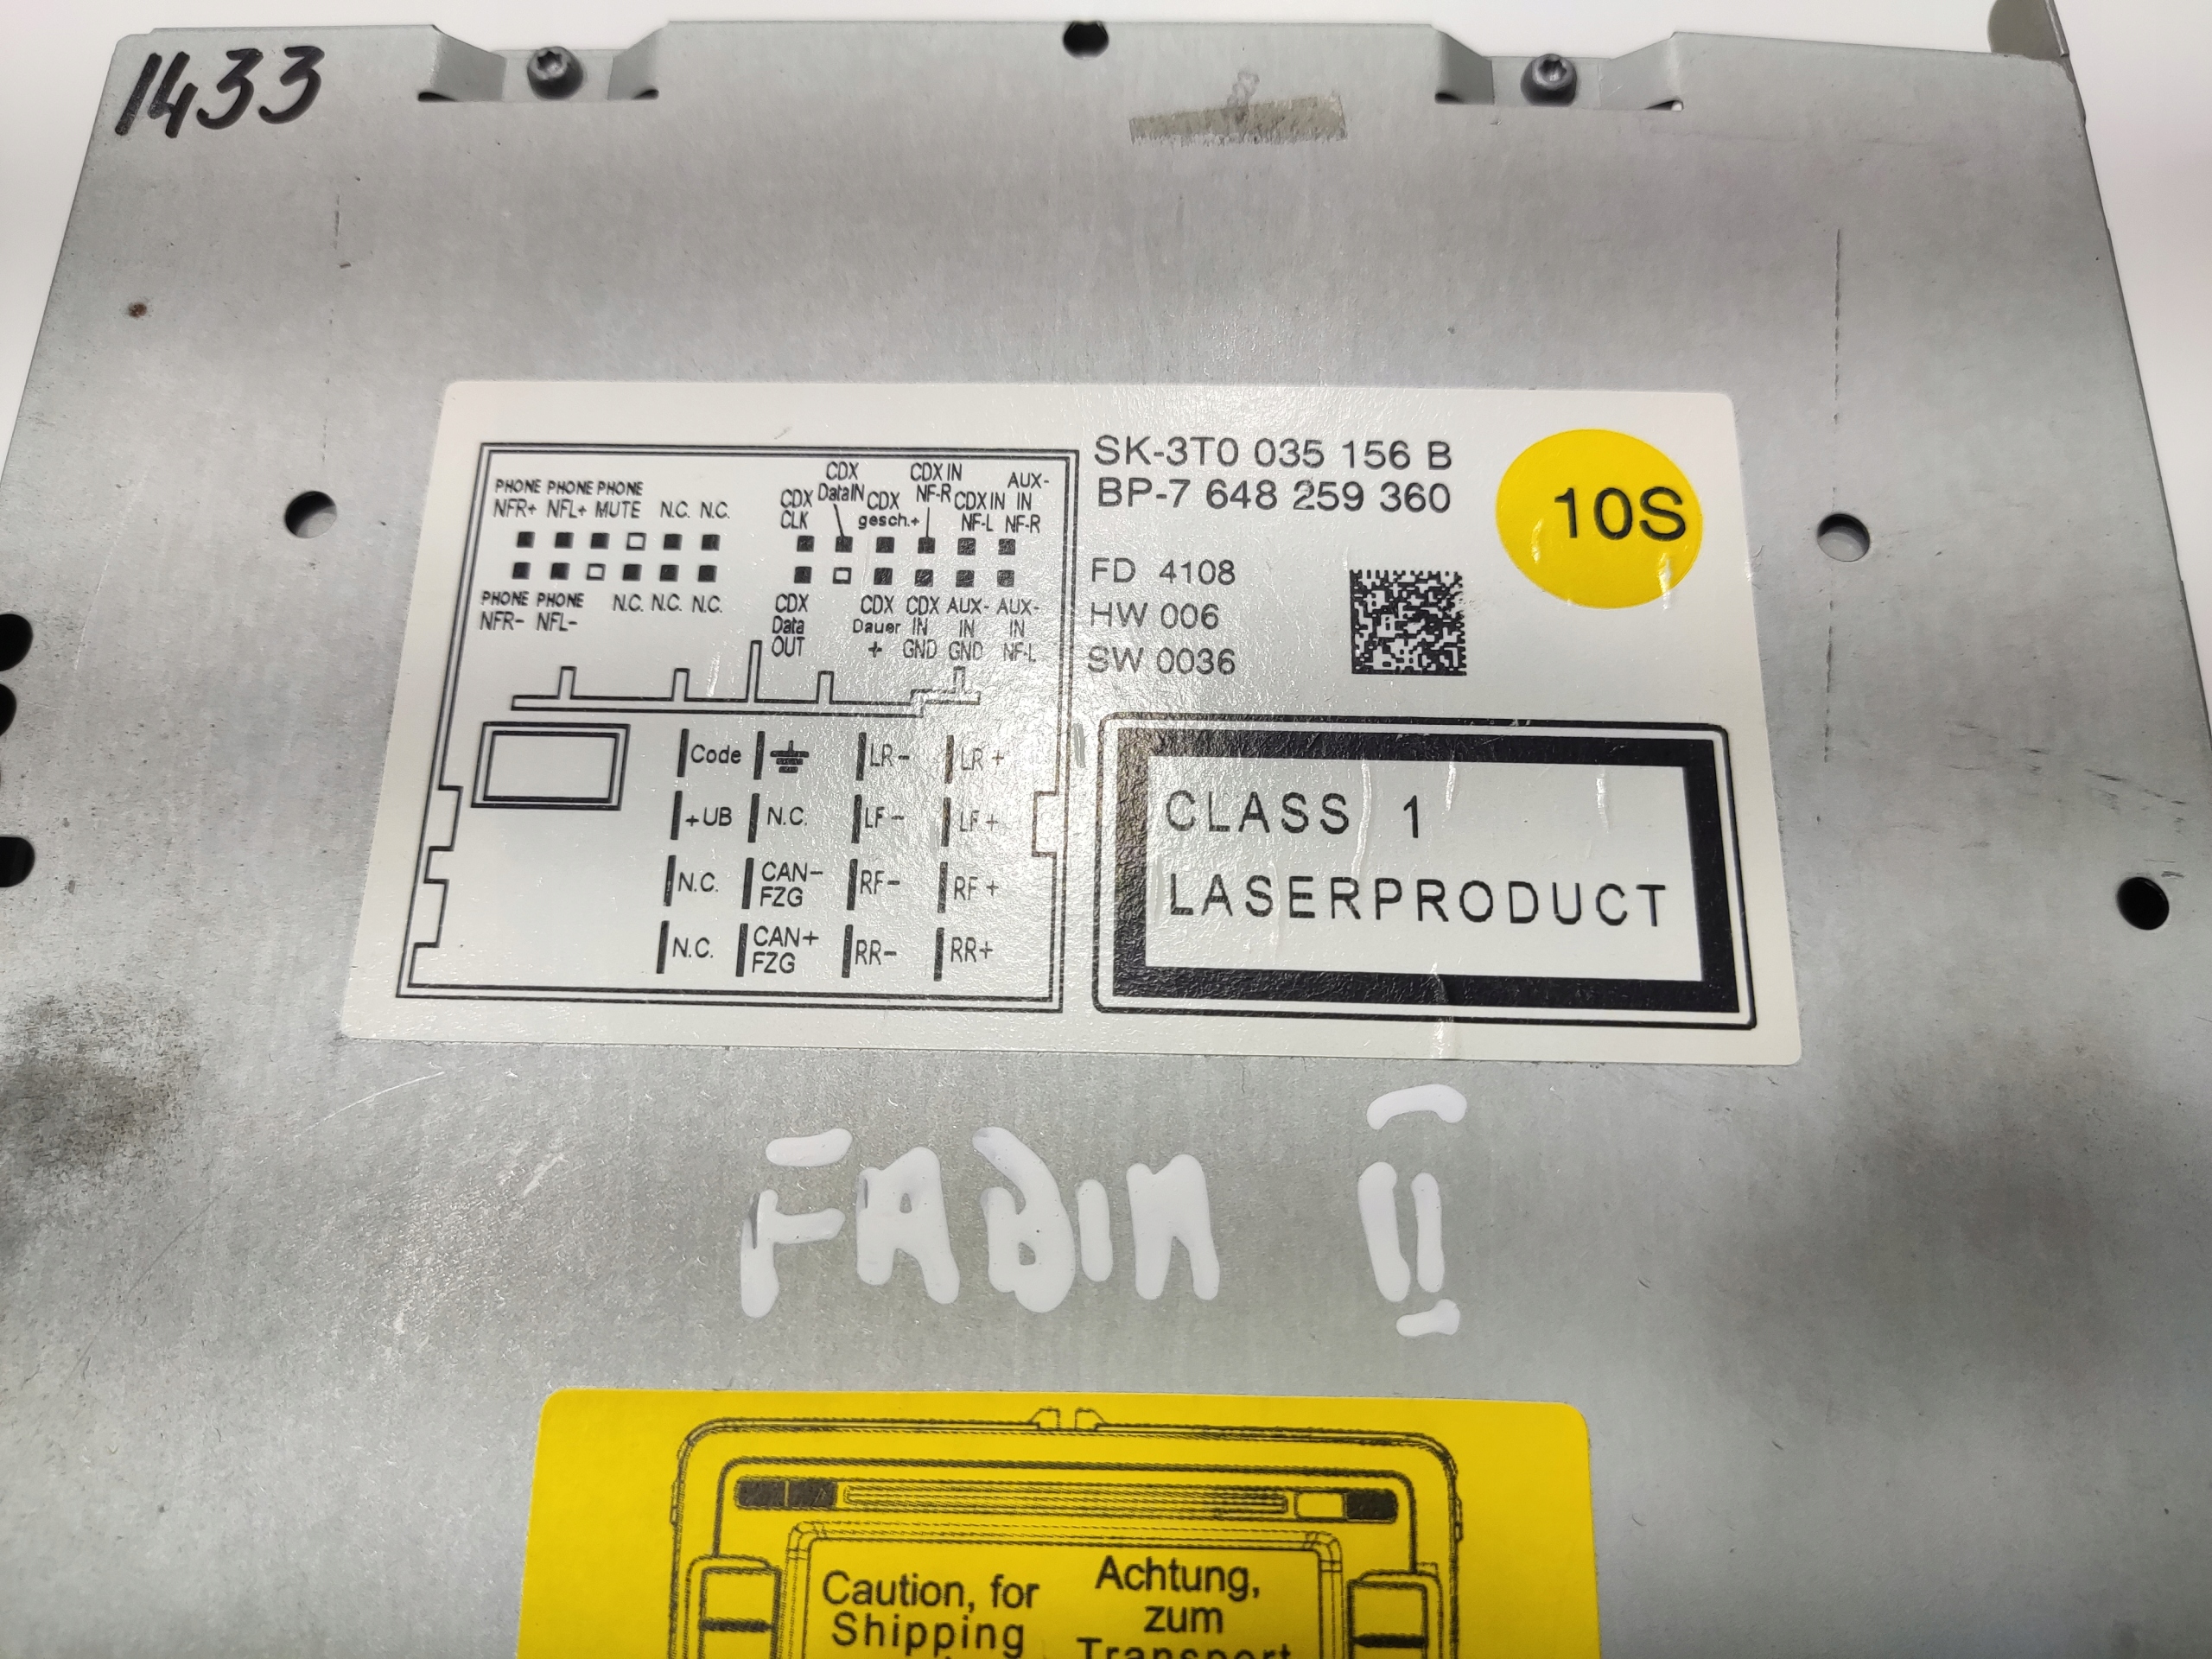 1433
PHONE PHONE PHONE
NFR+ NFL+ MUTE N.C. N.C.
PHONE PHONE
NFR- NFL- N.C. N.C. N.C.
CDX
CLK
CDX
DataIN
CDX
gesch.+
CDX IN
NF-R
CDX IN
NF-L
AUX-
IN
NF-R
CDX
Data
OUT
CDX
Dauer
+
CDX
IN
GND
AUX-
IN
GND
AUX-
IN
NF-L
Code LR- LR+
+UB N.C. LF- LF+
N.C. CAN- FZG RF- RF+
N.C. CAN+ FZG RR- RR+
SK-3T0 035 156 B
BP-7 648 259 360
10S
FD 4108
HW 006
SW 0036
CLASS 1
LASERPRODUCT
FABIA II
Caution, for
Shipping
Achtung,
zum
Transport